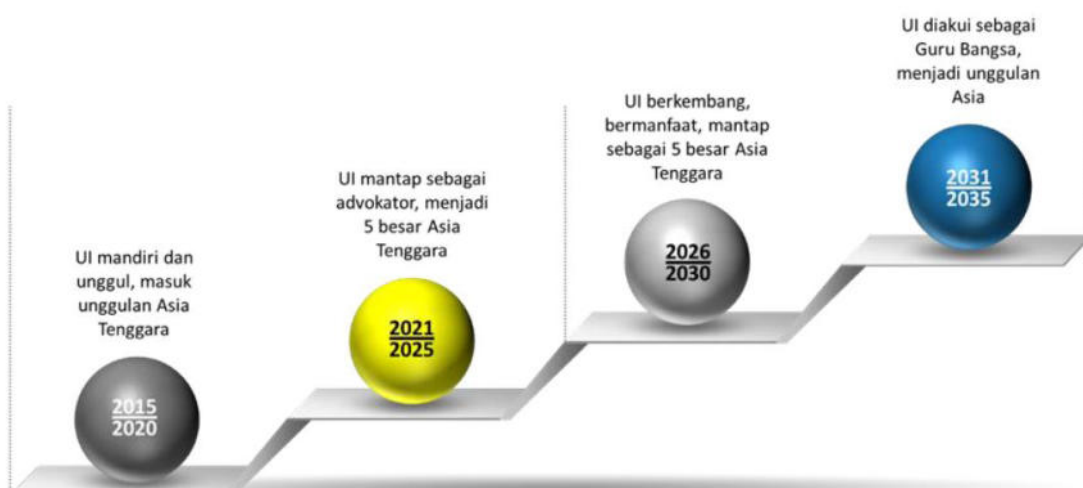 UI mandiri dan
unggul, masuk
unggulan Asia
Tenggara
2015
2020
UI mantap sebagai
advokator, menjadi
5 besar Asia
Tenggara
2021
2025
UI berkembang,
bermanfaat, mantap
sebagai 5 besar Asia
Tenggara
2026
2030
UI diakui sebagai
Guru Bangsa,
menjadi unggulan
Asia
2031
2035